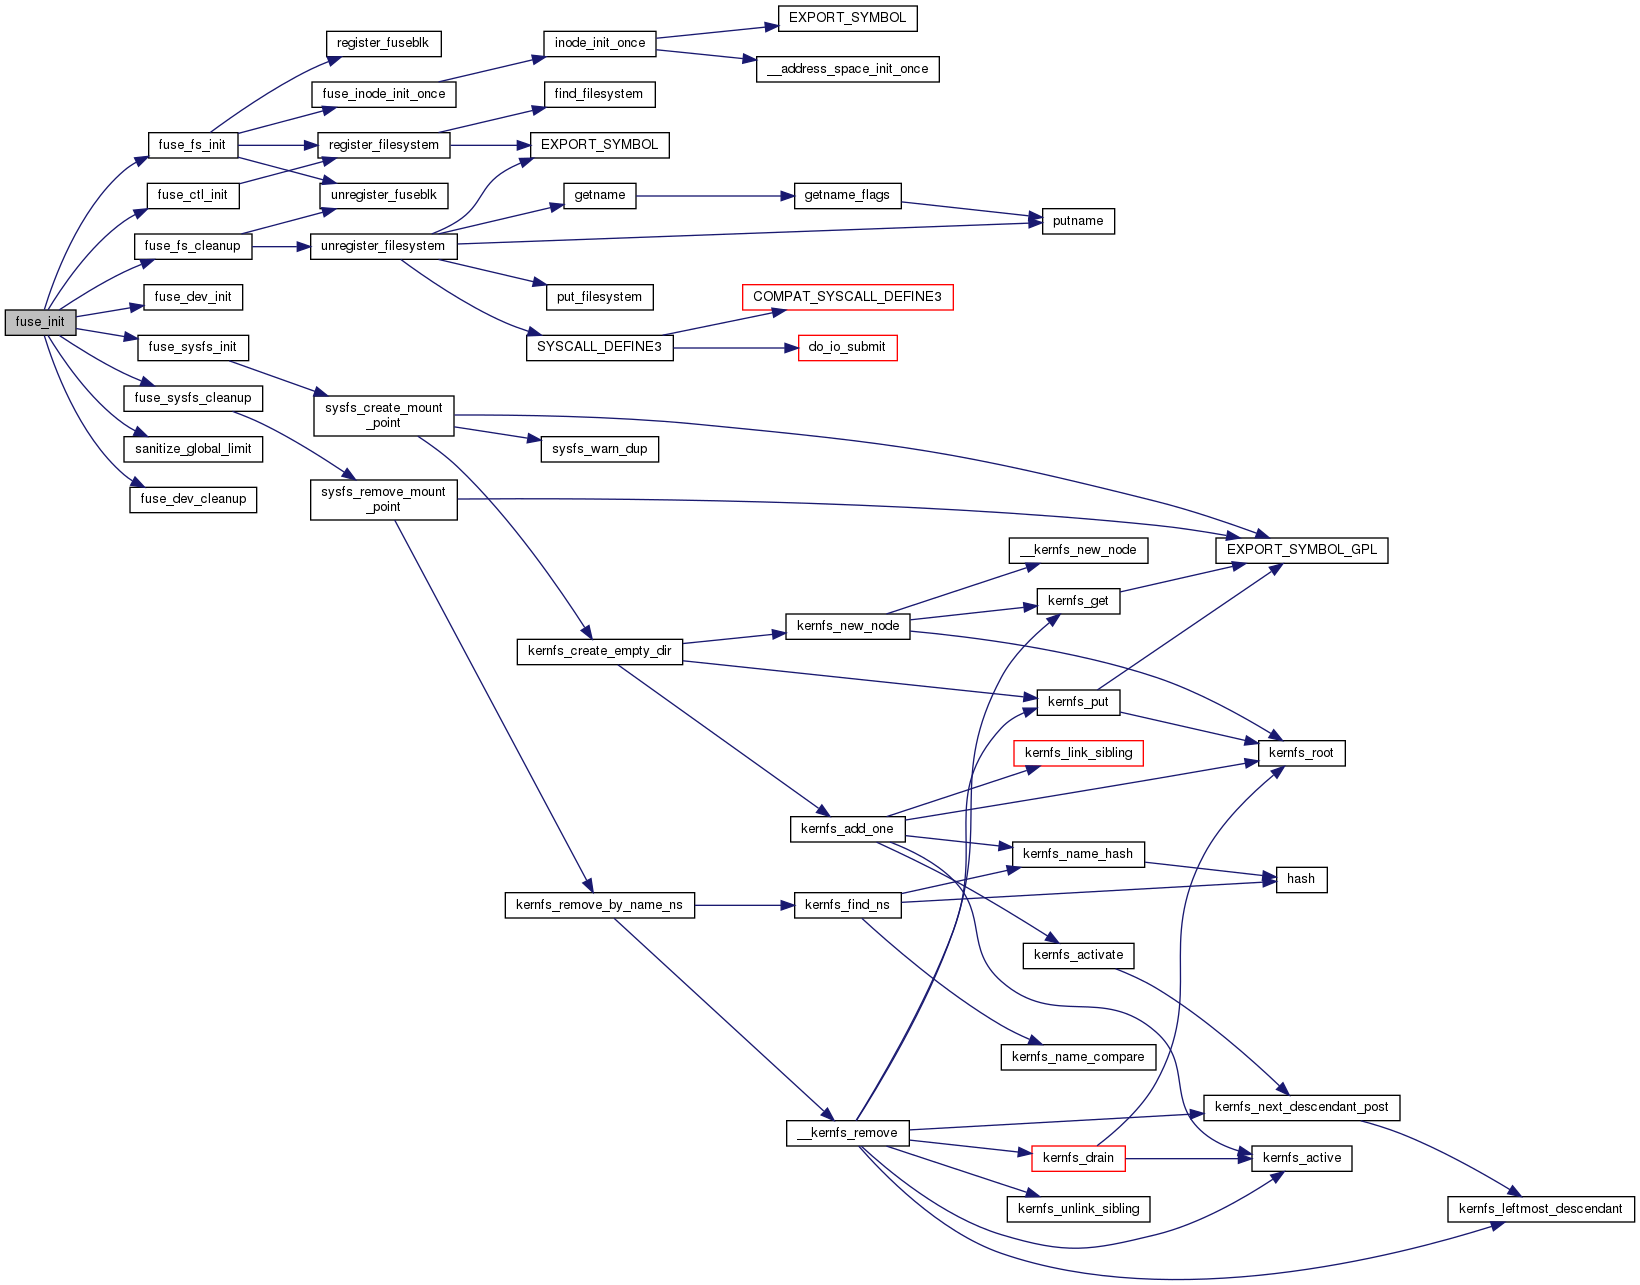 fuse_init
fuse_fs_init
fuse_ctl_init
fuse_fs_cleanup
fuse_dev_init
fuse_sysfs_init
fuse_sysfs_cleanup
sanitize_global_limit
fuse_dev_cleanup
register_fuseblk
fuse_inode_init_once
register_filesystem
unregister_fuseblk
unregister_filesystem
sysfs_create_mount
_point
sysfs_remove_mount
_point
inode_init_once
find_filesystem
EXPORT_SYMBOL
getname
put_filesystem
SYSCALL_DEFINE3
sysfs_warn_dup
kernfs_create_empty_dir
kernfs_remove_by_name_ns
EXPORT_SYMBOL
__address_space_init_once
getname_flags
COMPAT_SYSCALL_DEFINE3
do_io_submit
kernfs_new_node
kernfs_add_one
kernfs_find_ns
__kernfs_remove
putname
__kernfs_new_node
kernfs_get
kernfs_put
kernfs_link_sibling
kernfs_name_hash
kernfs_activate
kernfs_name_compare
kernfs_drain
kernfs_unlink_sibling
EXPORT_SYMBOL_GPL
kernfs_root
hash
kernfs_next_descendant_post
kernfs_active
kernfs_leftmost_descendant